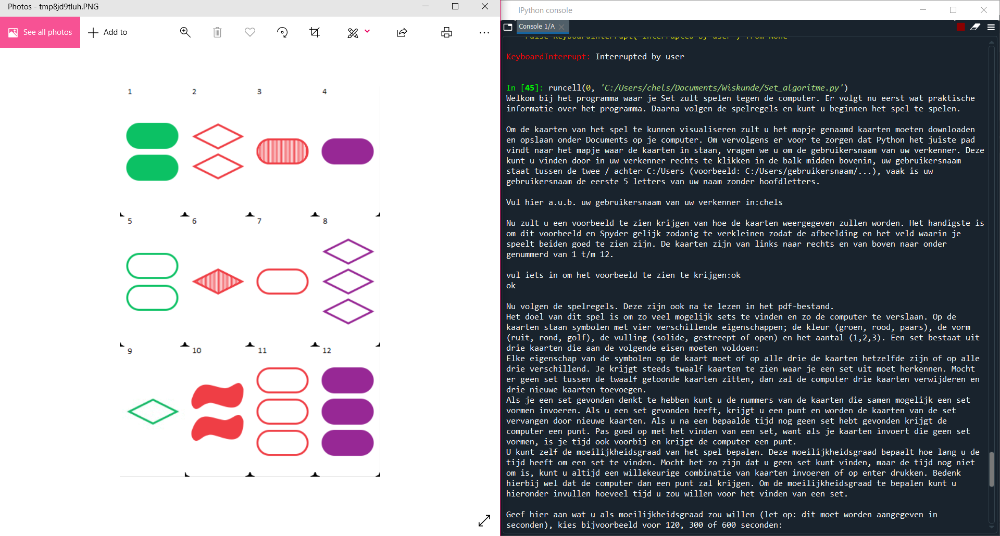 Photos - tmp8jd9tluh.PNG
See all photos
Add to
1 2 3 4
5 6 7 8
9 10 11 12
IPython console
Console 1/A
KeyboardInterrupt: Interrupted by user
In [45]: runcell(0, 'C:/Users/chels/Documents/Wiskunde/Set_algoritme.py')
Welkom bij het programma waar je Set zult spelen tegen de computer. Er volgt nu eerst wat praktische
informatie over het programma. Daarna volgen de spelregels en kunt u beginnen het spel te spelen.
Om de kaarten van het spel te kunnen visualiseren zult u het mapje genaamd kaarten moeten downloaden
en opslaan onder Documents op je computer. Om vervolgens er voor te zorgen dat Python het juiste pad
vindt naar het mapje waar de kaarten in staan, vragen we u om de gebruikersnaam van uw verkenner. Deze
kunt u vinden door in uw verkenner rechts te klikken in de balk midden bovenin, uw gebruikersnaam
staat tussen de twee / achter C:/Users (voorbeeld: C:/Users/gebruikersnaam/...), vaak is uw
gebruikersnaam de eerste 5 letters van uw naam zonder hoofdletters.
Vul hier a.u.b. uw gebruikersnaam van uw verkenner in:chels
Nu zult u een voorbeeld te zien krijgen van hoe de kaarten weergegeven zullen worden. Het handigste is
om dit voorbeeld en Spyder gelijk zodanig te verkleinen zodat de afbeelding en het veld waarin je
speelt beiden goed te zien zijn. De kaarten zijn van links naar rechts en van boven naar onder
genummerd van 1 t/m 12.
vul iets in om het voorbeeld te zien te krijgen:ok
ok
Nu volgen de spelregels. Deze zijn ook na te lezen in het pdf-bestand.
Het doel van dit spel is om zo veel mogelijk sets te vinden en zo de computer te verslaan. Op de
kaarten staan symbolen met vier verschillende eigenschappen; de kleur (groen, rood, paars), de vorm
(ruit, rond, golf), de vulling (solide, gestreept of open) en het aantal (1,2,3). Een set bestaat uit
drie kaarten die aan de volgende eisen moeten voldoen:
Elke eigenschap van de symbolen op de kaart moet of op alle drie de kaarten hetzelfde zijn of op alle
drie verschillend. Je krijgt steeds twaalf kaarten te zien waar je een set uit moet herkennen. Mocht
er geen set tussen de twaalf getoonde kaarten zitten, dan zal de computer drie kaarten verwijderen en
drie nieuwe kaarten toevoegen.
Als je een set gevonden denkt te hebben kunt u de nummers van de kaarten die samen mogelijk een set
vormen invoeren. Als u een set gevonden heeft, krijgt u een punt en worden de kaarten van de set
vervangen door nieuwe kaarten. Als u na een bepaalde tijd nog geen set hebt gevonden krijgt de
computer een punt. Pas goed op met het vinden van een set, want als je kaarten invoert die geen set
vormen, is je tijd ook voorbij en krijgt de computer een punt.
U kunt zelf de moeilijkheidsgraad van het spel bepalen. Deze moeilijkheidsgraad bepaalt hoe lang u de
tijd heeft om een set te vinden. Mocht het zo zijn dat u geen set kunt vinden, maar de tijd nog niet
om is, kunt u altijd een willekeurige combinatie van kaarten invoeren of op enter drukken. Bedenk
hierbij wel dat de computer dan een punt zal krijgen. Om de moeilijkheidsgraad te bepalen kunt u
hieronder invullen hoeveel tijd u zou willen voor het vinden van een set.
Geef hier aan wat u als moeilijkheidsgraad zou willen (let op: dit moet worden aangegeven in
seconden), kies bijvoorbeeld voor 120, 300 of 600 seconden: